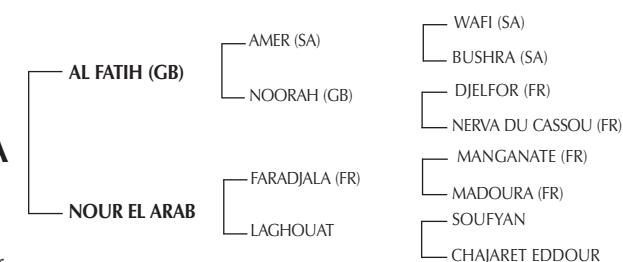 WAFI (SA)
AMER (SA)
BUSHRA (SA)
AL FATIH (GB)
DJELFOR (FR)
NOORAH (GB)
NERVA DU CASSOU (FR)
MANGANATE (FR)
FARADJALA (FR)
MADOURA (FR)
NOUR EL ARAB
SOUFYAN
LAGHOUAT
CHAJARET EDDOUR